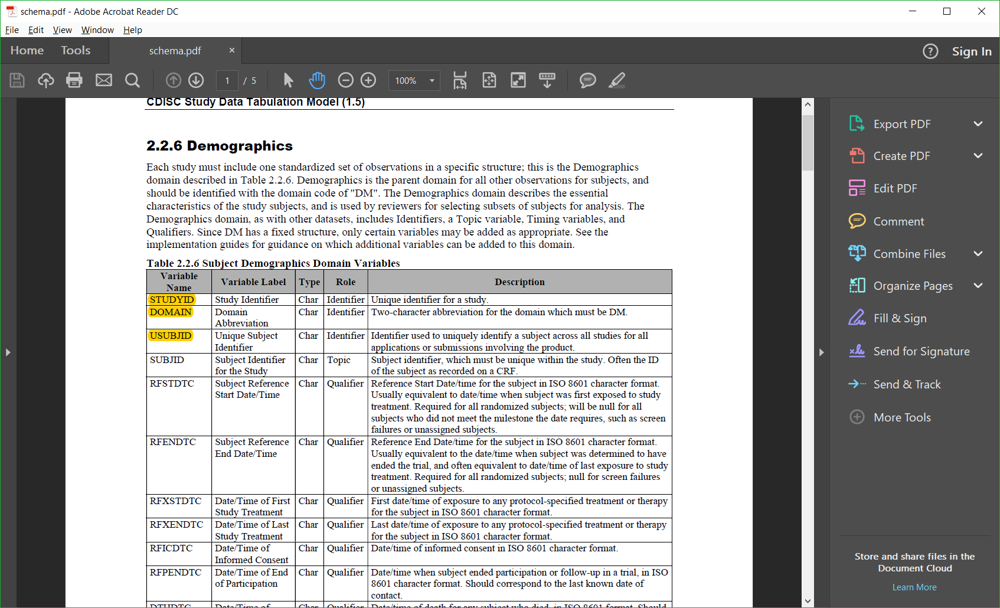 schema.pdf - Adobe Acrobat Reader DC
File Edit View Window Help
Home Tools schema.pdf × ? Sign In
1 / 5 100%
CDISC Study Data Tabulation Model (1.5)
2.2.6 Demographics
Each study must include one standardized set of observations in a specific structure; this is the Demographics
domain described in Table 2.2.6. Demographics is the parent domain for all other observations for subjects, and
should be identified with the domain code of "DM". The Demographics domain describes the essential
characteristics of the study subjects, and is used by reviewers for selecting subsets of subjects for analysis. The
Demographics domain, as with other datasets, includes Identifiers, a Topic variable, Timing variables, and
Qualifiers. Since DM has a fixed structure, only certain variables may be added as appropriate. See the
implementation guides for guidance on which additional variables can be added to this domain.
Table 2.2.6 Subject Demographics Domain Variables
Variable
Name
Variable Label Type Role Description
STUDYID Study Identifier Char Identifier Unique identifier for a study.
DOMAIN Domain Char Identifier Two-character abbreviation for the domain which must be DM.
Abbreviation
USUBJID Unique Subject Char Identifier Identifier used to uniquely identify a subject across all studies for all
Identifier applications or submissions involving the product.
SUBJID Subject Identifier Char Topic Subject identifier, which must be unique within the study. Often the ID
for the Study of the subject as recorded on a CRF.
RFSTDTC Subject Reference Char Qualifier Reference Start Date/time for the subject in ISO 8601 character format.
Start Date/Time Usually equivalent to date/time when subject was first exposed to study
treatment. Required for all randomized subjects; will be null for all
subjects who did not meet the milestone the date requires, such as screen
failures or unassigned subjects.
RFENDTC Subject Reference Char Qualifier Reference End Date/time for the subject in ISO 8601 character format.
End Date/Time Usually equivalent to the date/time when subject was determined to have
ended the trial, and often equivalent to date/time of last exposure to study
treatment. Required for all randomized subjects; null for screen failures
or unassigned subjects.
RFXSTDTC Date/Time of First Char Qualifier First date/time of exposure to any protocol-specified treatment or therapy
Study Treatment for the subject in ISO 8601 character format.
RFXENDTC Date/Time of Last Char Qualifier Last date/time of exposure to any protocol-specified treatment or therapy
Study Treatment for the subject in ISO 8601 character format.
RFICDTC Date/Time of Char Qualifier Date/time of informed consent in ISO 8601 character format.
Informed Consent
RFPENDTC Date/Time of End Char Qualifier Date/time when subject ended participation or follow-up in a trial, in ISO
of Participation 8601 character format. Should correspond to the last known date of
contact.
DTHDTC Date/Time of Char Qualifier Date/time of death for any subject who died, in ISO 8601 format. Should
Export PDF
Create PDF
Edit PDF
Comment
Combine Files
Organize Pages
Fill & Sign
Send for Signature
Send & Track
More Tools
Store and share files in the
Document Cloud
Learn More